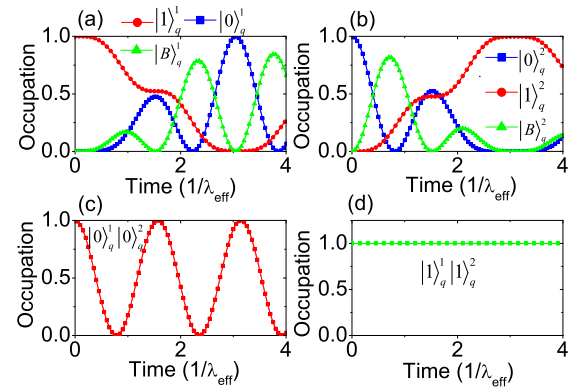 (a)
|1⟩_q^1 |0⟩_q^1
|B⟩_q^1
Occupation
1.0
0.5
0.0
0 2 4
Time (1/λ_eff)
(b)
|0⟩_q^2
|1⟩_q^2
|B⟩_q^2
Occupation
1.0
0.5
0.0
0 2 4
Time (1/λ_eff)
(c)
|0⟩_q^1|0⟩_q^2
Occupation
1.0
0.5
0.0
0 2 4
Time (1/λ_eff)
(d)
|1⟩_q^1|1⟩_q^2
Occupation
1.0
0.5
0.0
0 2 4
Time (1/λ_eff)